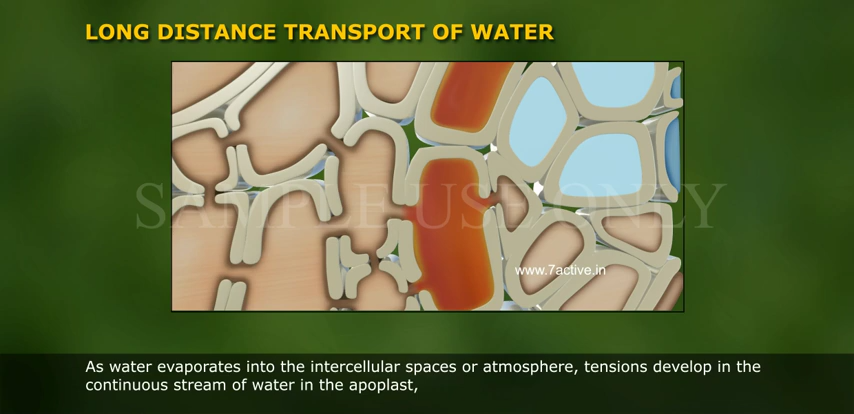 LONG DISTANCE TRANSPORT OF WATER
SAMPLE USE ONLY
www.7active.in
As water evaporates into the intercellular spaces or atmosphere, tensions develop in the
continuous stream of water in the apoplast,